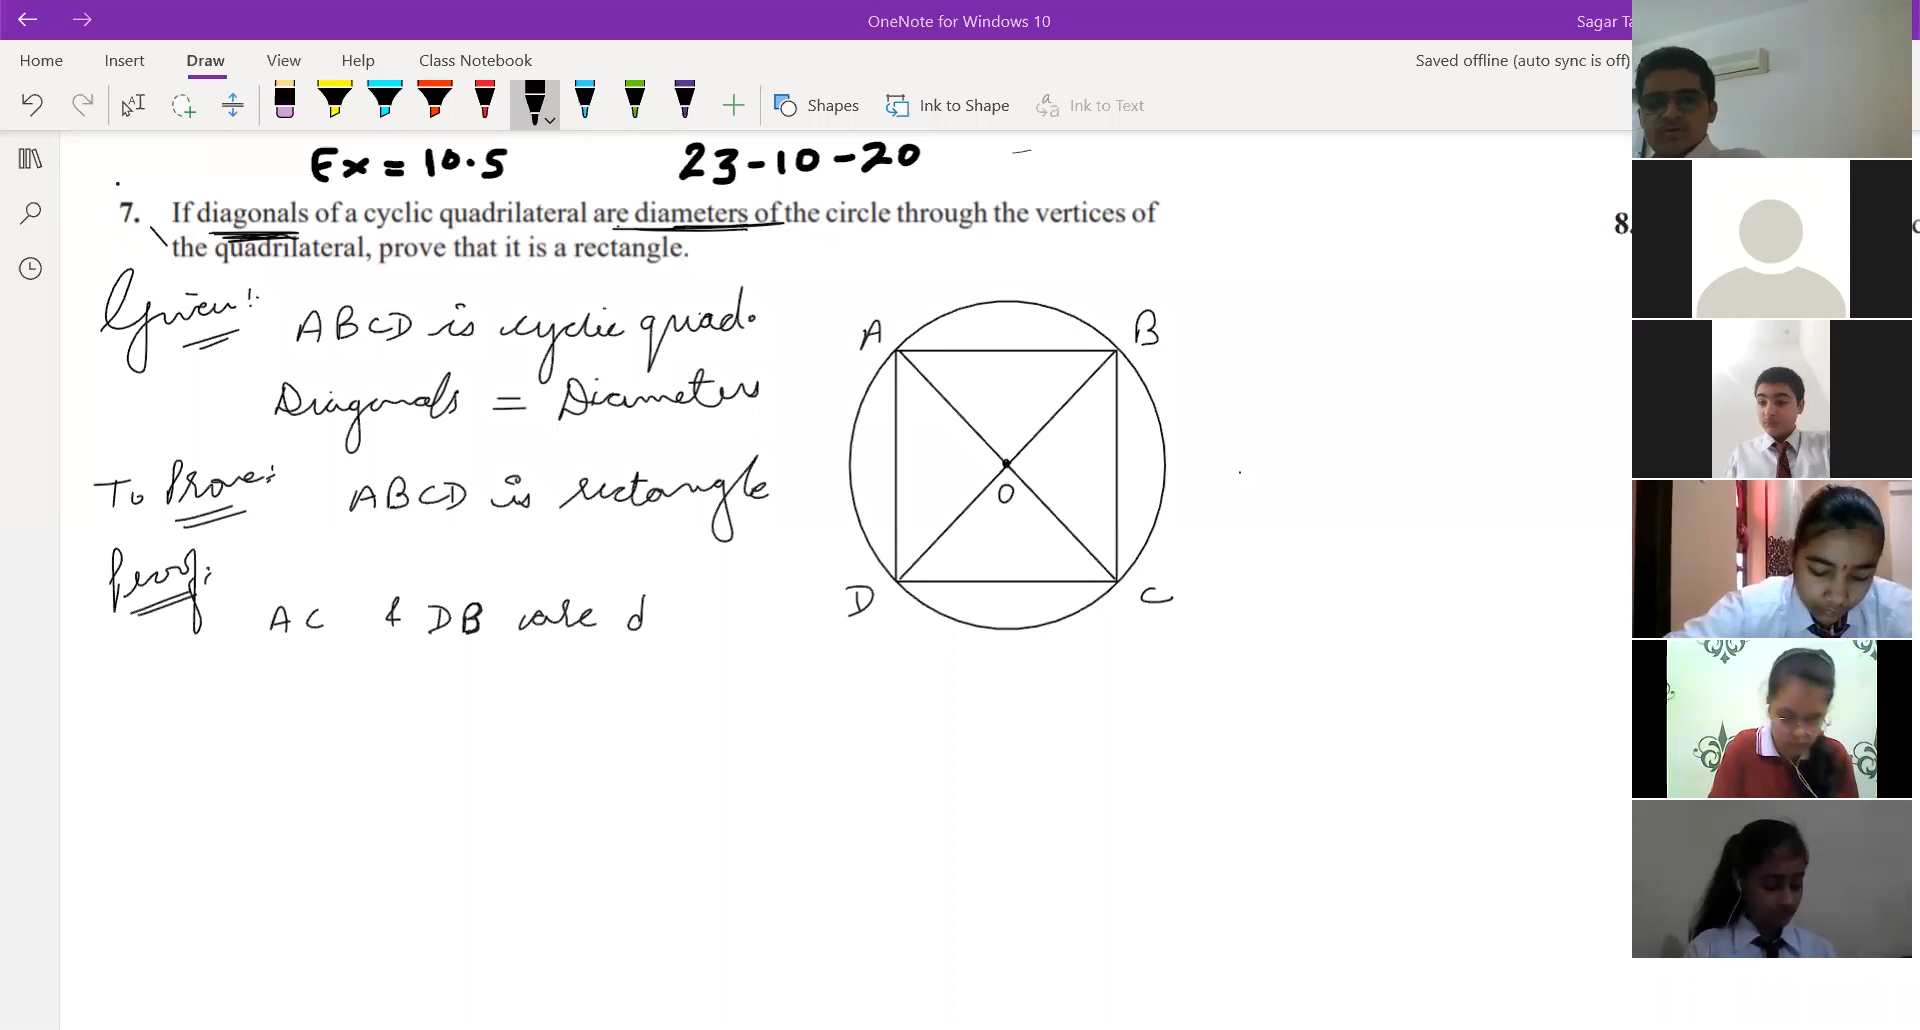 OneNote for Windows 10
Sagar Ta
Home Insert Draw View Help Class Notebook
Saved offline (auto sync is off)
Shapes Ink to Shape Ink to Text
Ex = 10.5 23-10-20
7. If diagonals of a cyclic quadrilateral are diameters of the circle through the vertices of
the quadrilateral, prove that it is a rectangle.
8.
Given:
ABCD is cyclic quad.
Diagonals = Diameters
To Prove:
ABCD is rectangle
Proof:
AC & DB are d
A
B
O
D
C